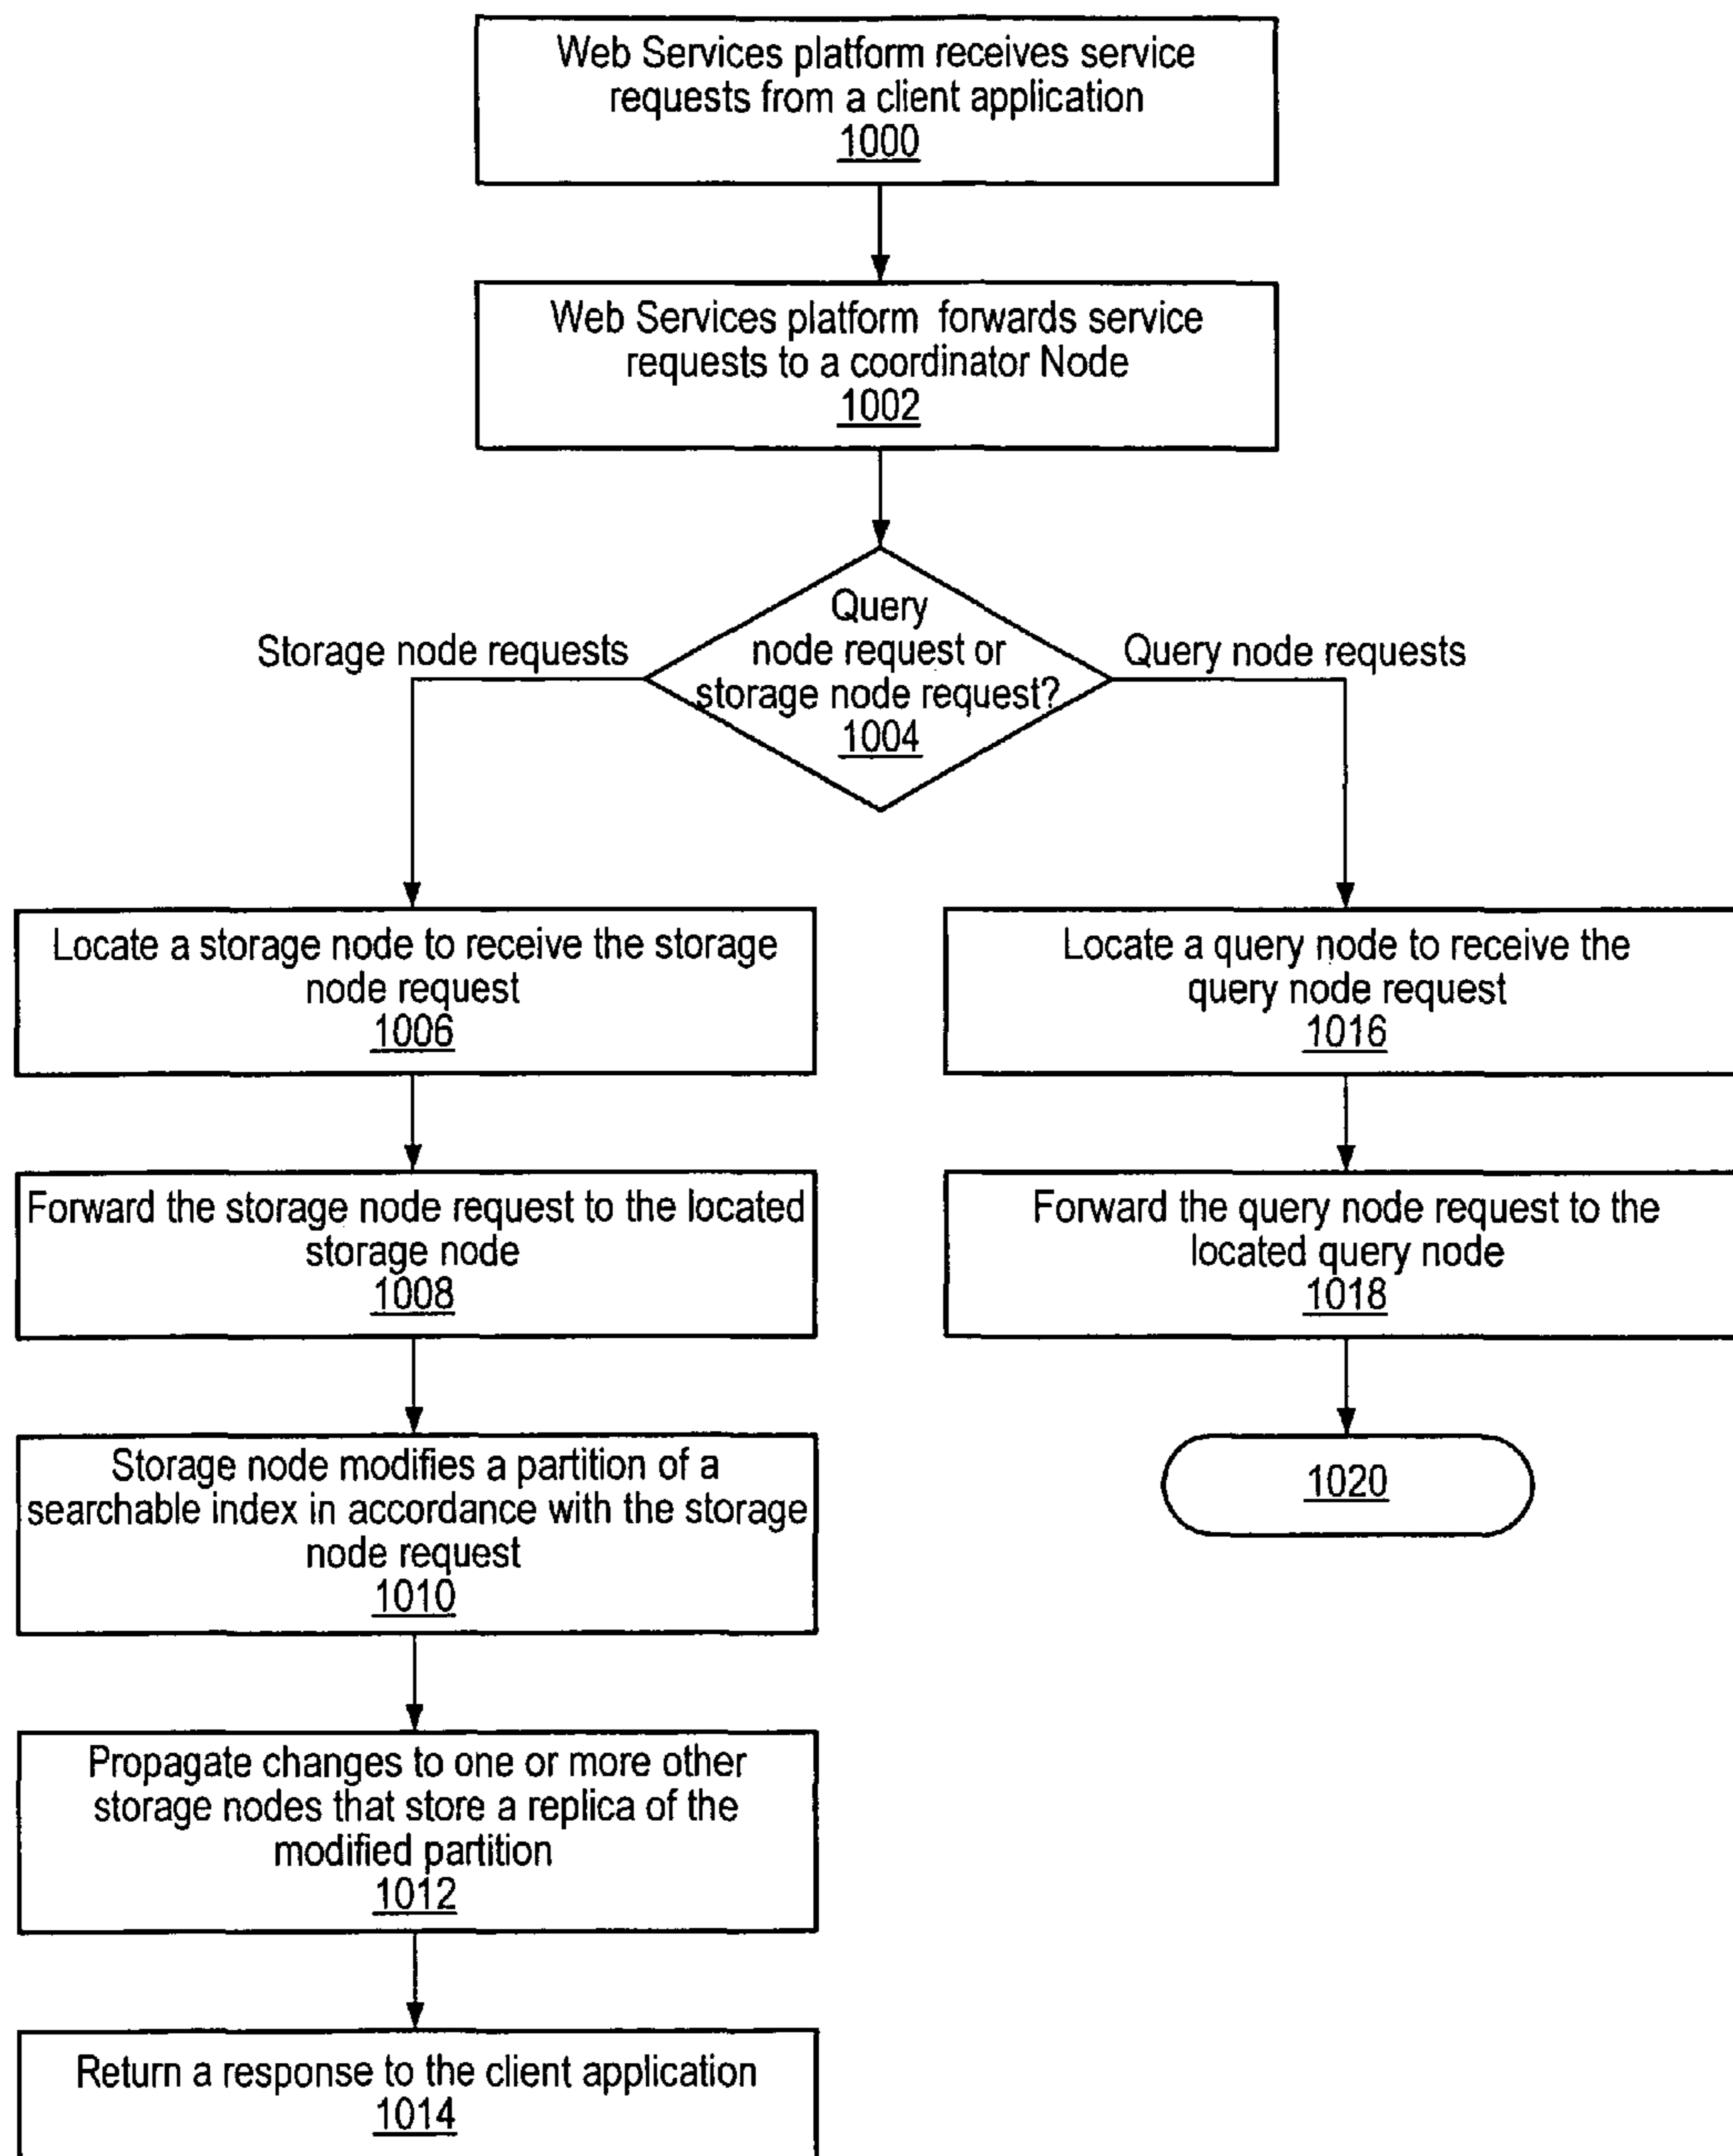 Web Services platform receives service
requests from a client application
1000
Web Services platform forwards service
requests to a coordinator Node
1002
Query
node request or
storage node request?
1004
Storage node requests
Query node requests
Locate a storage node to receive the storage
node request
1006
Forward the storage node request to the located
storage node
1008
Storage node modifies a partition of a
searchable index in accordance with the storage
node request
1010
Propagate changes to one or more other
storage nodes that store a replica of the
modified partition
1012
Return a response to the client application
1014
Locate a query node to receive the
query node request
1016
Forward the query node request to the
located query node
1018
1020